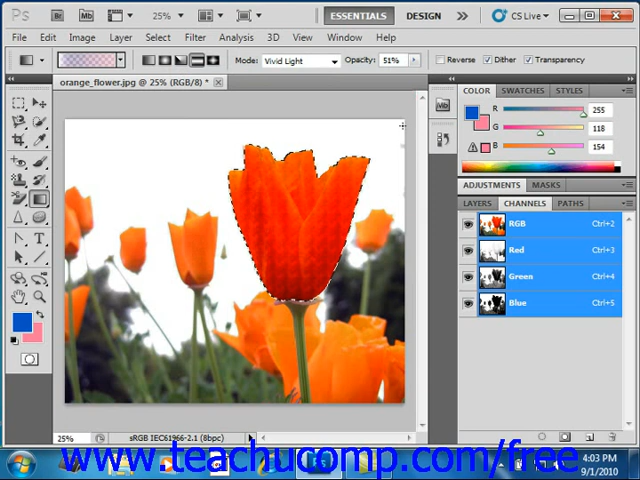 Ps Br Mb 25% ESSENTIALS DESIGN CS Live
File Edit Image Layer Select Filter Analysis 3D View Window Help
Mode: Vivid Light Opacity: 51% Reverse Dither Transparency
orange_flower.jpg @ 25% (RGB/8) *
COLOR SWATCHES STYLES
R 255
G 118
B 154
ADJUSTMENTS MASKS
LAYERS CHANNELS PATHS
RGB Ctrl+2
Red Ctrl+3
Green Ctrl+4
Blue Ctrl+5
T
25% sRGB IEC61966-2.1 (8bpc)
www.teachucomp.com/free
4:03 PM
9/1/2010